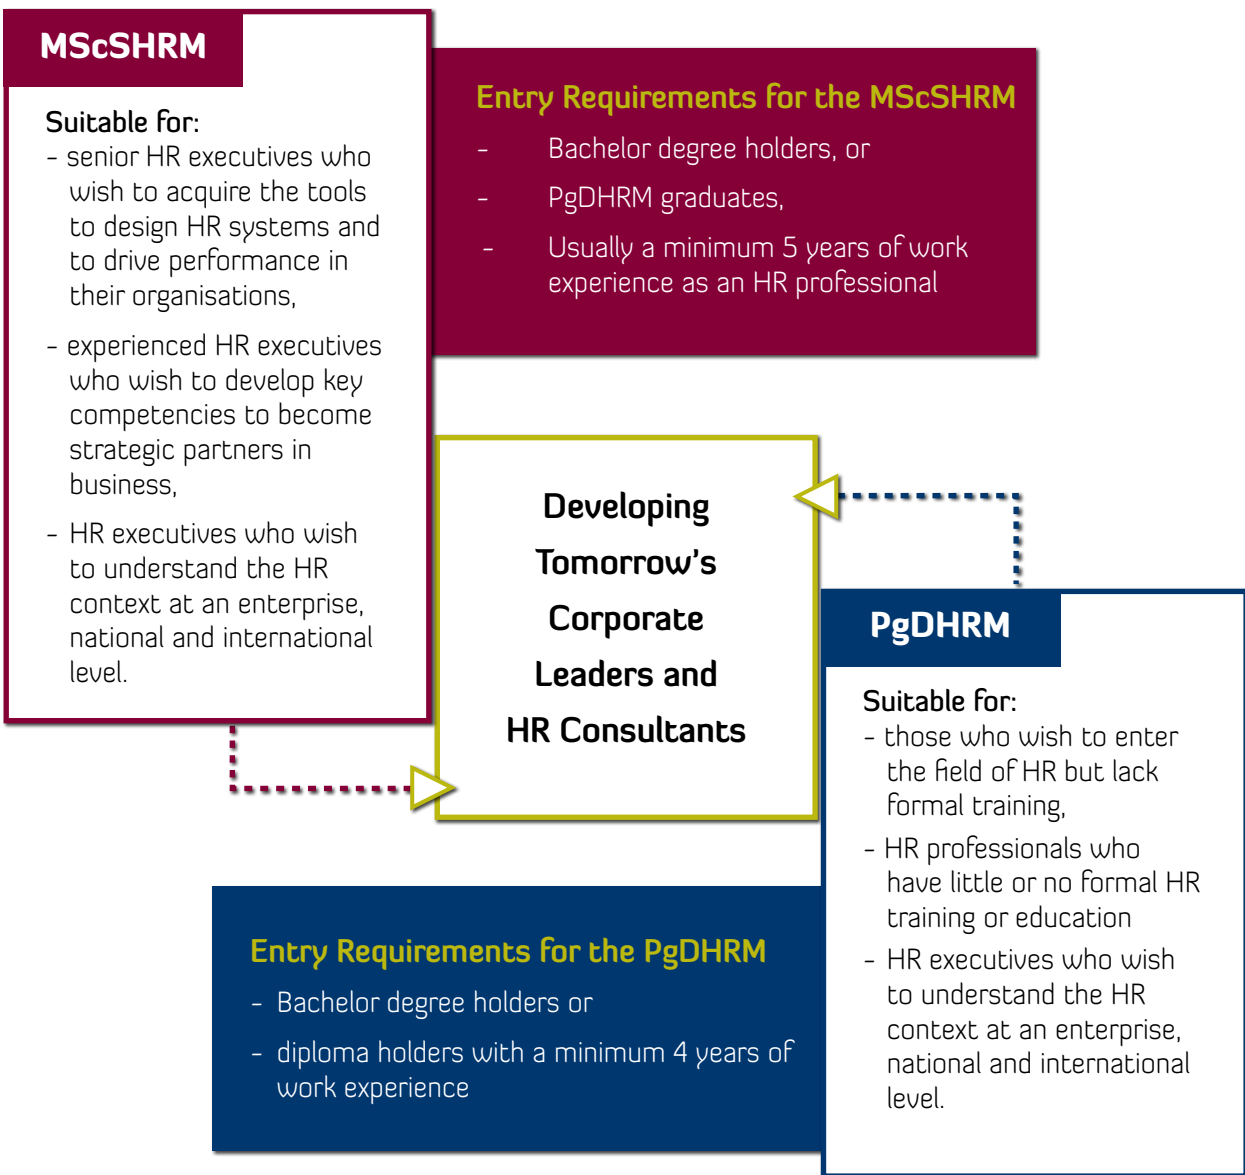 MScSHRM
Suitable for:
- senior HR executives who
wish to acquire the tools
to design HR systems and
to drive performance in
their organisations,
- experienced HR executives
who wish to develop key
competencies to become
strategic partners in
business,
- HR executives who wish
to understand the HR
context at an enterprise,
national and international
level.
Entry Requirements for the MScSHRM
- Bachelor degree holders, or
- PgDHRM graduates,
- Usually a minimum 5 years of work
experience as an HR professional
Developing
Tomorrow's
Corporate
Leaders and
HR Consultants
PgDHRM
Suitable for:
- those who wish to enter
the field of HR but lack
formal training,
- HR professionals who
have little or no formal HR
training or education
- HR executives who wish
to understand the HR
context at an enterprise,
national and international
level.
Entry Requirements for the PgDHRM
- Bachelor degree holders or
- diploma holders with a minimum 4 years of
work experience